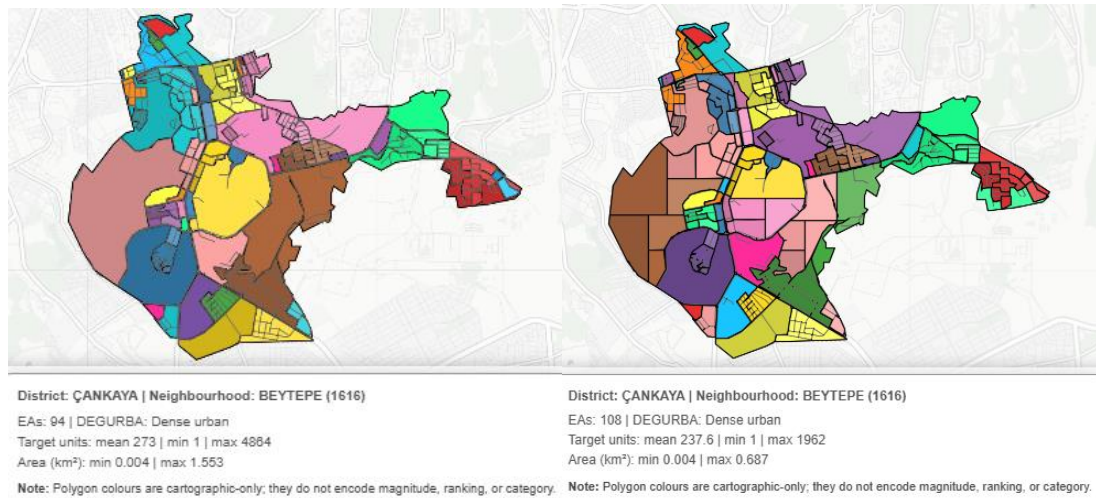 District: ÇANKAYA | Neighbourhood: BEYTEPE (1616)
EAs: 94 | DEGURBA: Dense urban
Target units: mean 273 | min 1 | max 4864
Area (km²): min 0.004 | max 1.553
Note: Polygon colours are cartographic-only; they do not encode magnitude, ranking, or category.
District: ÇANKAYA | Neighbourhood: BEYTEPE (1616)
EAs: 108 | DEGURBA: Dense urban
Target units: mean 237.6 | min 1 | max 1962
Area (km²): min 0.004 | max 0.687
Note: Polygon colours are cartographic-only; they do not encode magnitude, ranking, or category.